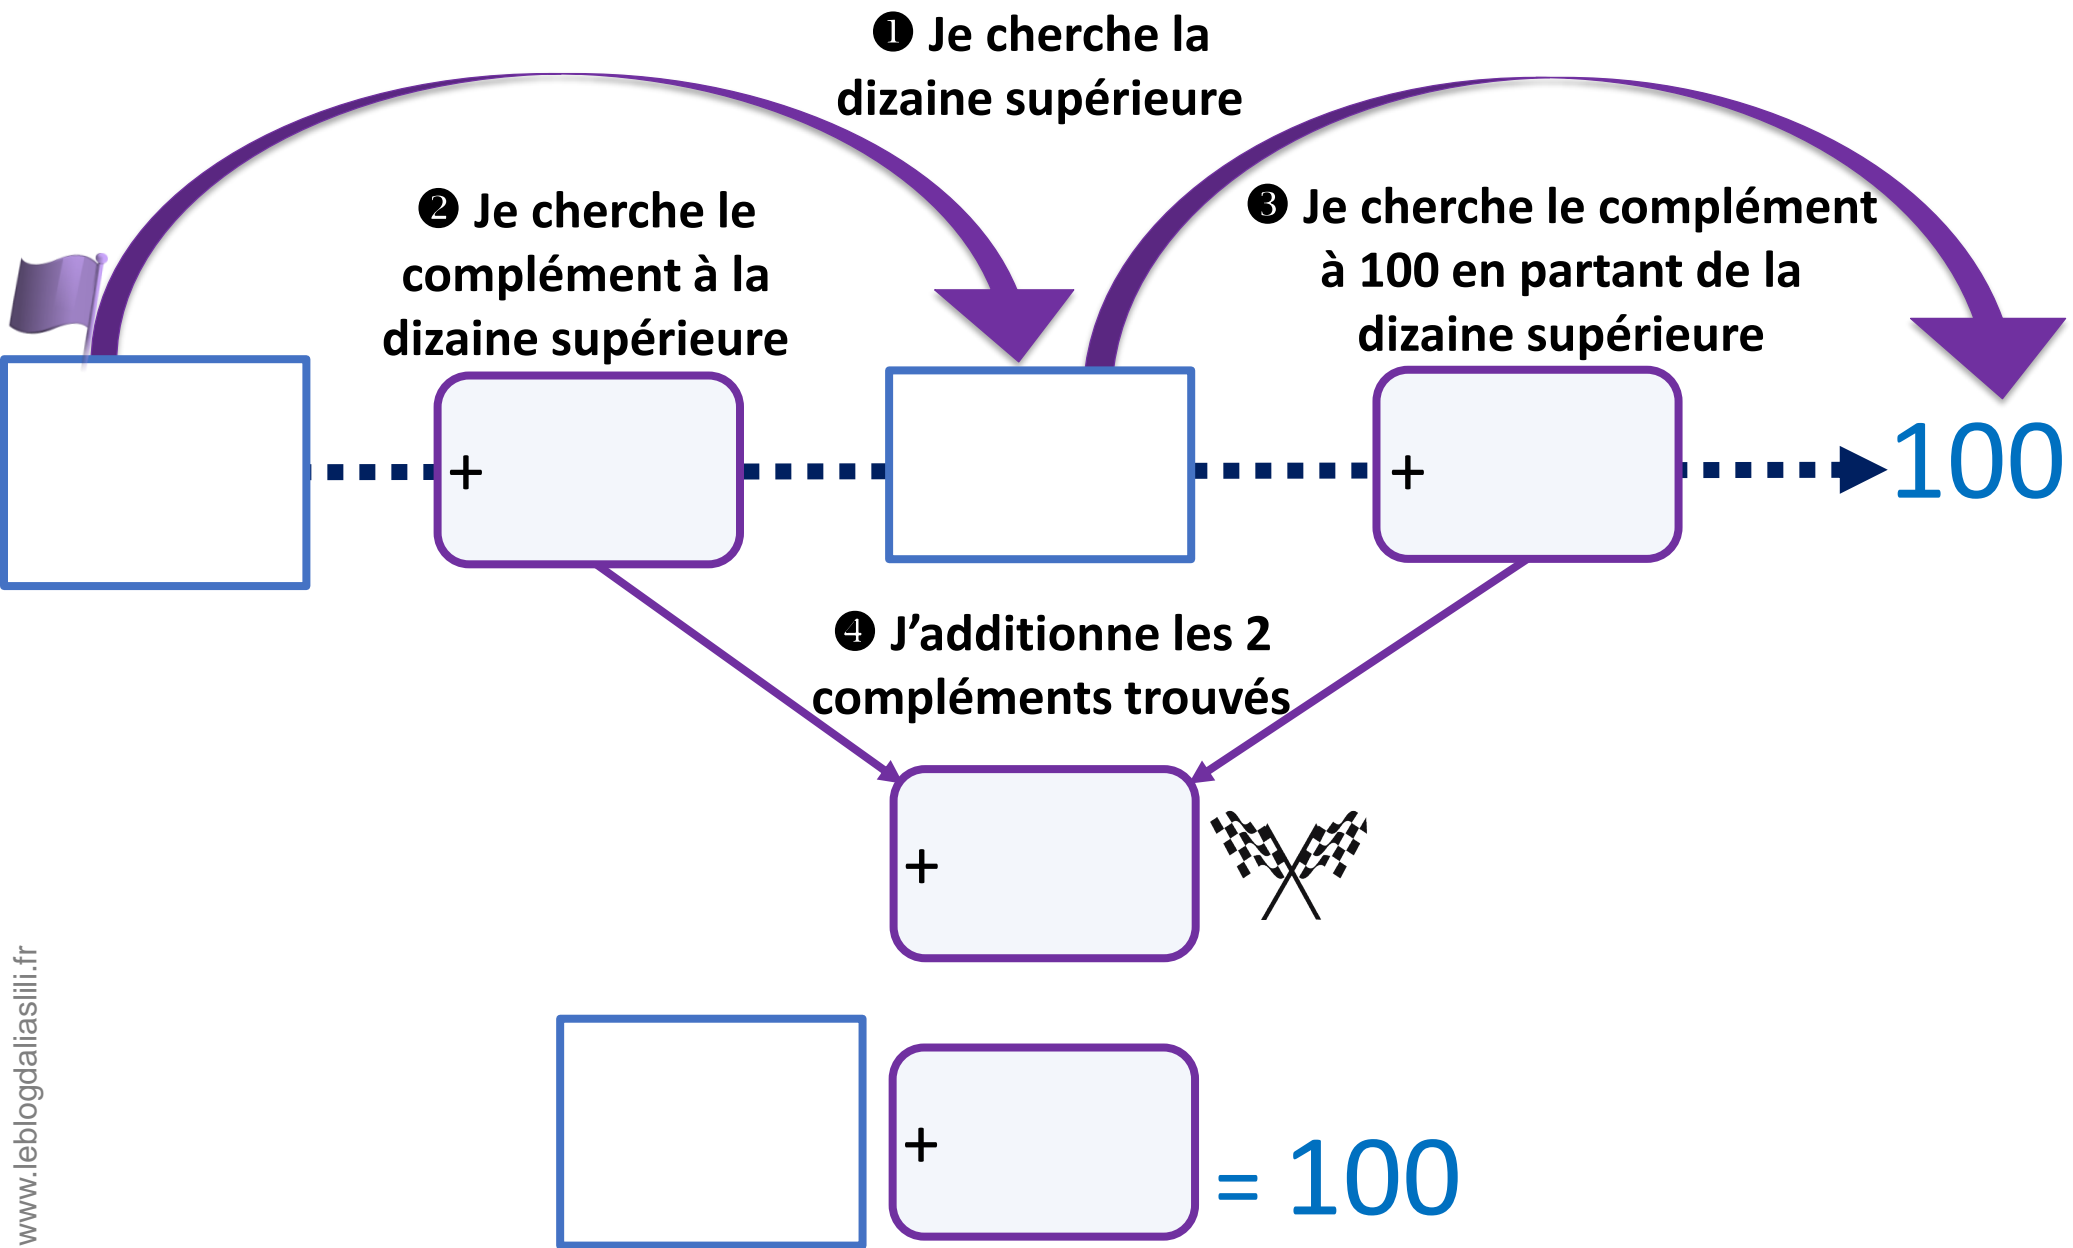 ❶ Je cherche la
dizaine supérieure
❷ Je cherche le
complément à la
dizaine supérieure
❸ Je cherche le complément
à 100 en partant de la
dizaine supérieure
+
+
100
❹ J’additionne les 2
compléments trouvés
+
+
= 100
www.leblogdaliaslili.fr